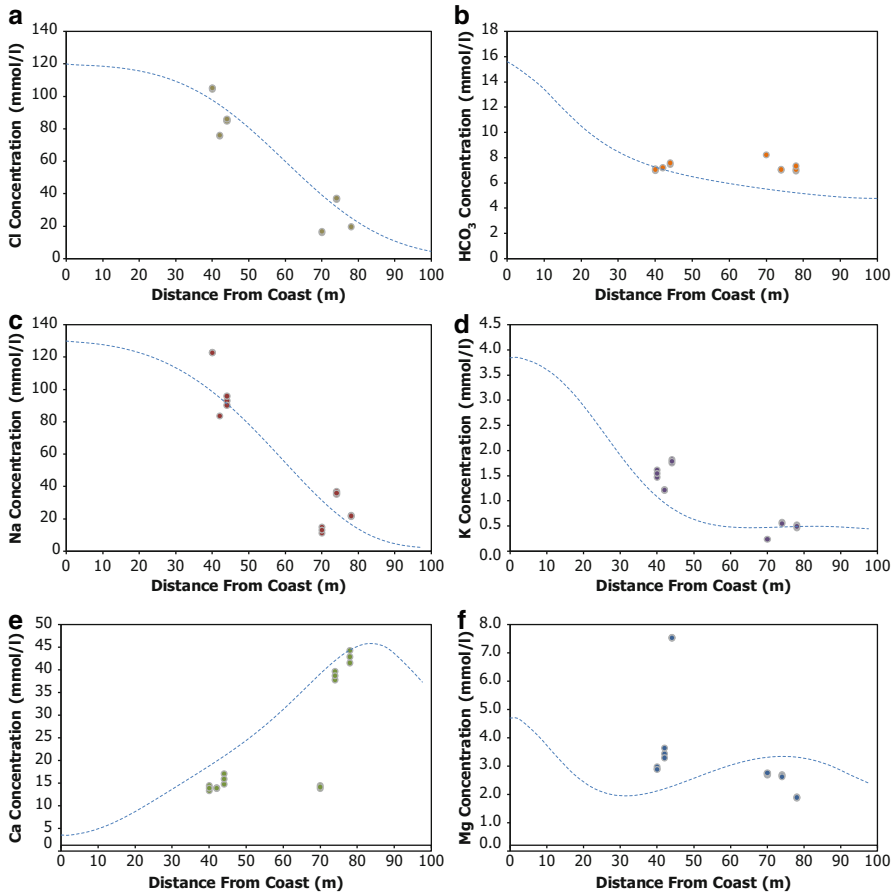 a
Cl Concentration (mmol/l)
140
120
100
80
60
40
20
0
0 10 20 30 40 50 60 70 80 90 100
Distance From Coast (m)
b
HCO3 Concentration (mmol/l)
18
16
14
12
10
8
6
4
2
0
0 10 20 30 40 50 60 70 80 90 100
Distance From Coast (m)
c
Na Concentration (mmol/l)
140
120
100
80
60
40
20
0
0 10 20 30 40 50 60 70 80 90 100
Distance From Coast (m)
d
K Concentration (mmol/l)
4.5
4.0
3.5
3.0
2.5
2.0
1.5
1.0
0.5
0.0
0 10 20 30 40 50 60 70 80 90 100
Distance From Coast (m)
e
Ca Concentration (mmol/l)
50
45
40
35
30
25
20
15
10
5
0
0 10 20 30 40 50 60 70 80 90 100
Distance From Coast (m)
f
Mg Concentration (mmol/l)
8.0
7.0
6.0
5.0
4.0
3.0
2.0
1.0
0.0
0 10 20 30 40 50 60 70 80 90 100
Distance From Coast (m)